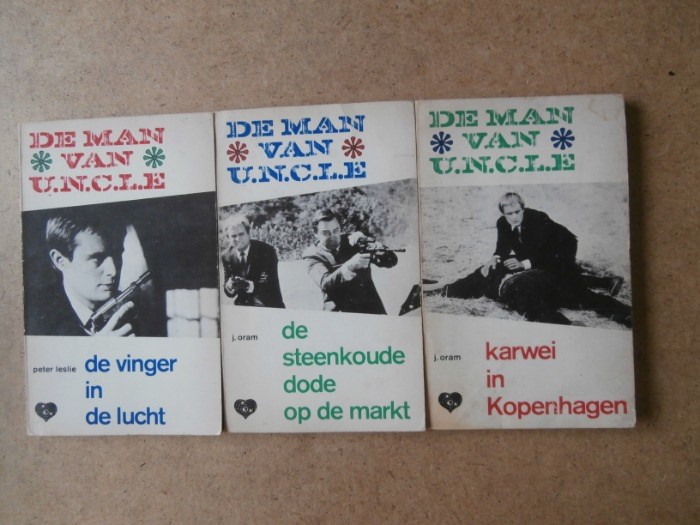 DE MAN
VAN
U.N.C.L.E
peter leslie
de vinger
in
de lucht
DE MAN
VAN
U.N.C.L.E
j. oram
de
steenkoude
dode
op de markt
DE MAN
VAN
U.N.C.L.E
j. oram
karwei
in
Kopenhagen